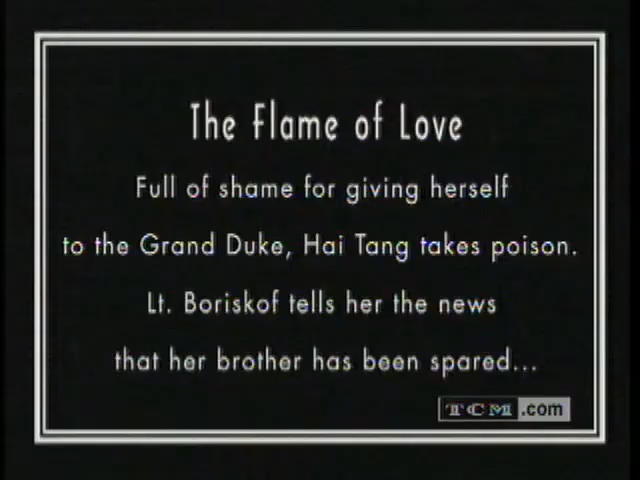 The Flame of Love
Full of shame for giving herself
to the Grand Duke, Hai Tang takes poison.
Lt. Boriskof tells her the news
that her brother has been spared...
TCM.com